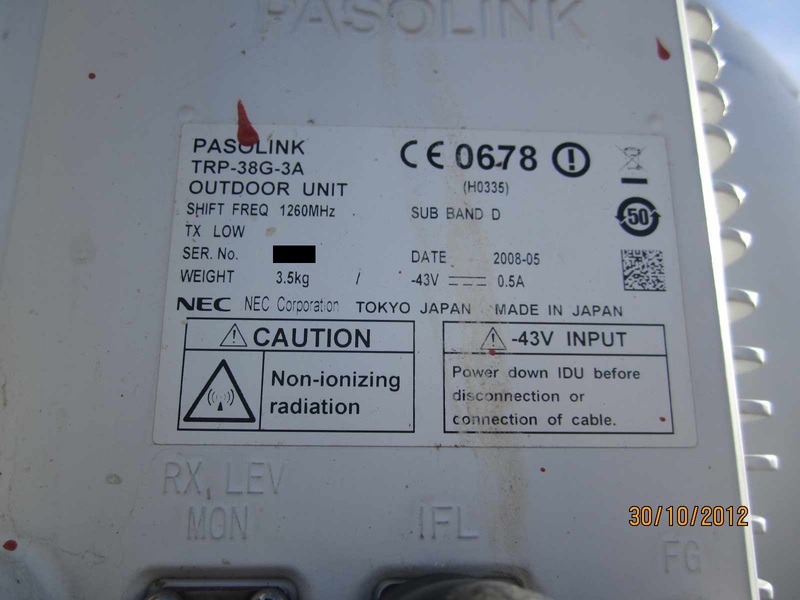 PASOLINK
PASOLINK
TRP-38G-3A
OUTDOOR UNIT
CE 0678
(H0335)
SHIFT FREQ 1260MHz
SUB BAND D
50
TX LOW
SER. No.
DATE 2008-05
WEIGHT 3.5kg / -43V 0.5A
NEC NEC Corporation TOKYO JAPAN MADE IN JAPAN
CAUTION
Non-ionizing
radiation
-43V INPUT
Power down IDU before
disconnection or
connection of cable.
RX, LEV
MON
IFL
FG
30/10/2012